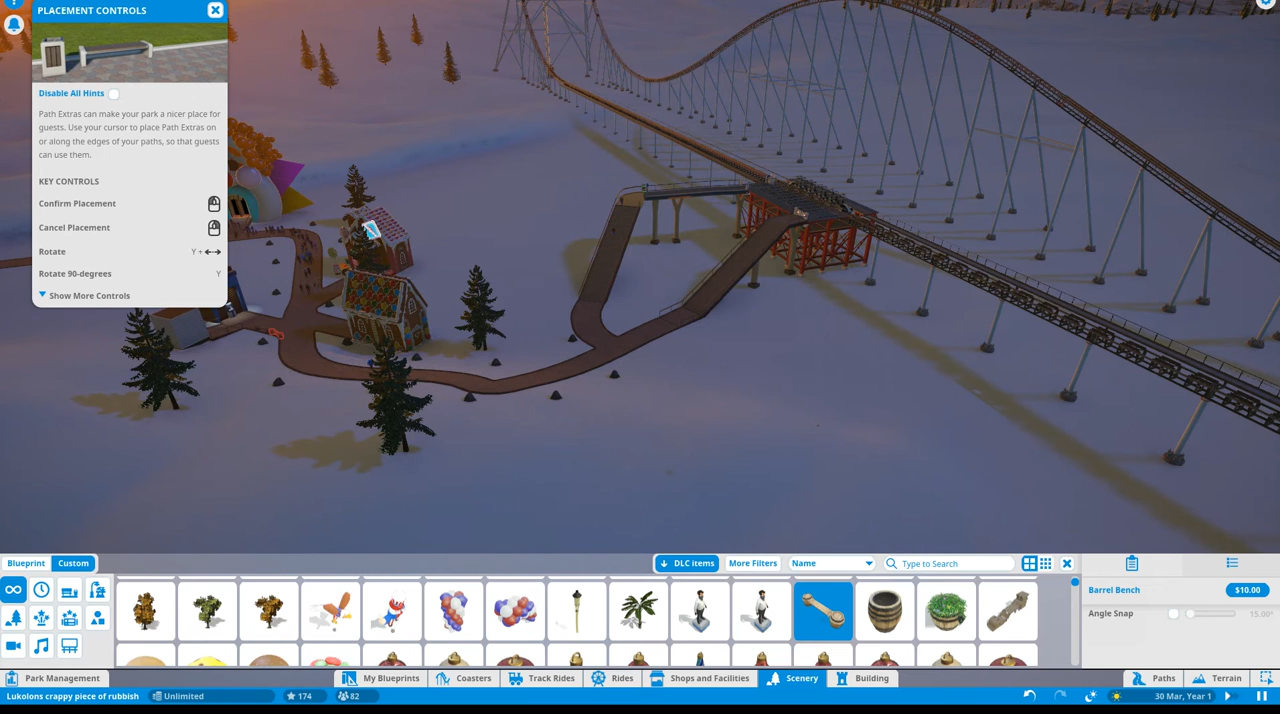 PLACEMENT CONTROLS
Disable All Hints
Path Extras can make your park a nicer place for
guests. Use your cursor to place Path Extras on
or along the edges of your paths, so that guests
can use them.
KEY CONTROLS
Confirm Placement
Cancel Placement
Rotate Y +
Rotate 90-degrees Y
Show More Controls
Blueprint Custom DLC items More Filters Name Type to Search
Barrel Bench $10.00
Angle Snap 15.00°
Park Management My Blueprints Coasters Track Rides Rides Shops and Facilities Scenery Building Paths Terrain
Lukolons crappy piece of rubbish Unlimited 174 82 30 Mar, Year 1